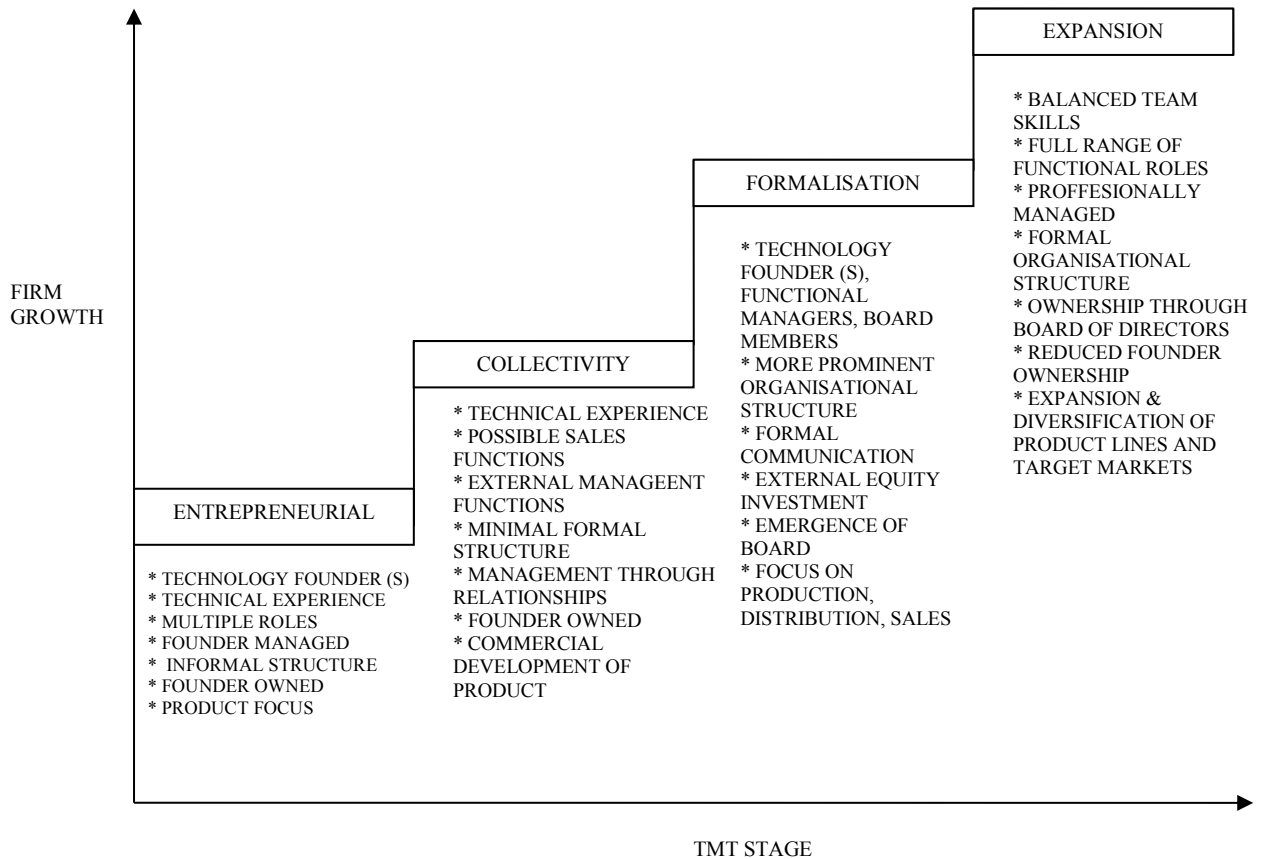 EXPANSION
* BALANCED TEAM
SKILLS
* FULL RANGE OF
FUNCTIONAL ROLES
* PROFFESIONALLY
MANAGED
* FORMAL
ORGANISATIONAL
STRUCTURE
* OWNERSHIP THROUGH
BOARD OF DIRECTORS
* REDUCED FOUNDER
OWNERSHIP
* EXPANSION &
DIVERSIFICATION OF
PRODUCT LINES AND
TARGET MARKETS
FORMALISATION
* TECHNOLOGY
FOUNDER (S),
FUNCTIONAL
MANAGERS, BOARD
MEMBERS
* MORE PROMINENT
ORGANISATIONAL
STRUCTURE
* FORMAL
COMMUNICATION
* EXTERNAL EQUITY
INVESTMENT
* EMERGENCE OF
BOARD
* FOCUS ON
PRODUCTION,
DISTRIBUTION, SALES
FIRM
GROWTH
COLLECTIVITY
* TECHNICAL EXPERIENCE
* POSSIBLE SALES
FUNCTIONS
* EXTERNAL MANAGEENT
FUNCTIONS
* MINIMAL FORMAL
STRUCTURE
* MANAGEMENT THROUGH
RELATIONSHIPS
* FOUNDER OWNED
* COMMERCIAL
DEVELOPMENT OF
PRODUCT
ENTREPRENEURIAL
* TECHNOLOGY FOUNDER (S)
* TECHNICAL EXPERIENCE
* MULTIPLE ROLES
* FOUNDER MANAGED
* INFORMAL STRUCTURE
* FOUNDER OWNED
* PRODUCT FOCUS
TMT STAGE